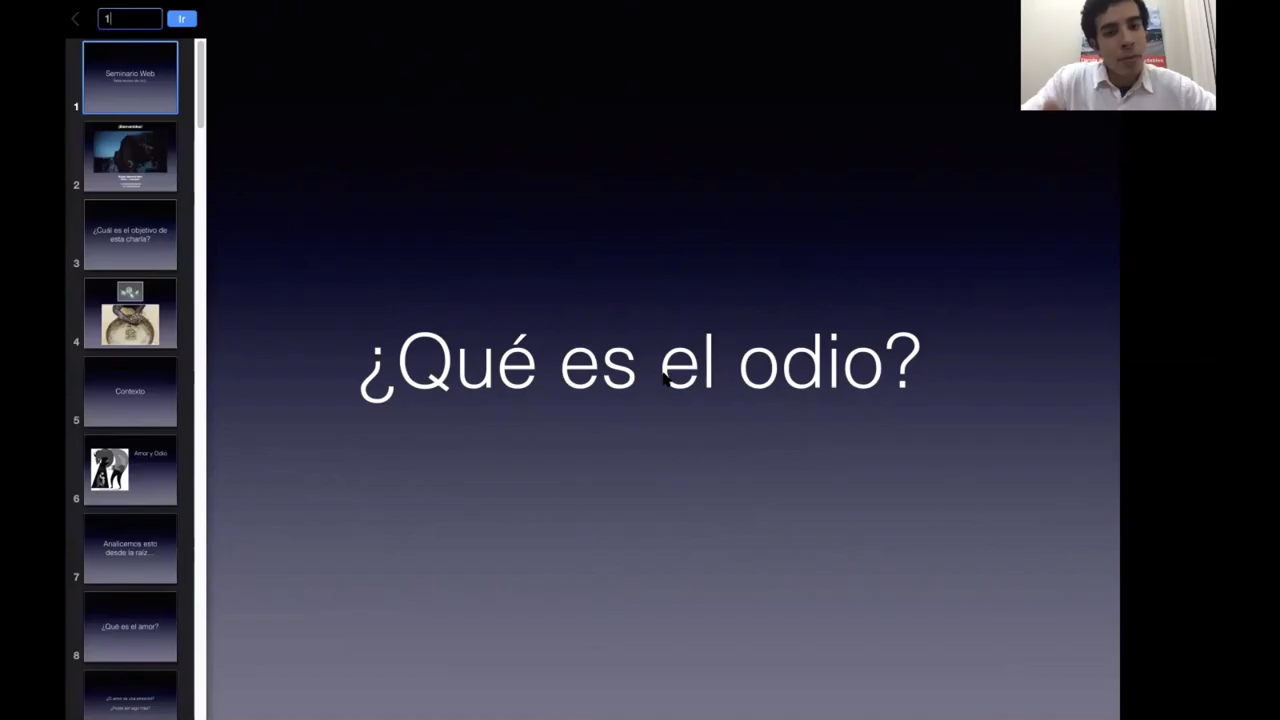 1
Ir
Seminario Web
1
¡Bienvenidos!
2
¿Cuál es el objetivo de
esta charla?
3
4
Contexto
5
Amor y Odio
6
Analicemos esto
desde la raíz...
7
¿Qué es el amor?
8
¿Qué es el odio?